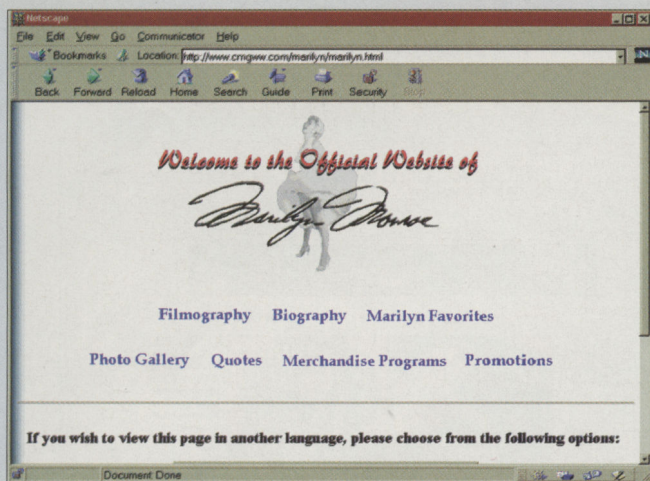 Netscape
File Edit View Go Communicator Help
Bookmarks Location: http://www.cmgww.com/marilyn/marilyn.html
Back Forward Reload Home Search Guide Print Security Stop
N
Welcome to the Official Website of
Marilyn Monroe
Filmography Biography Marilyn Favorites
Photo Gallery Quotes Merchandise Programs Promotions
If you wish to view this page in another language, please choose from the following options:
Document Done